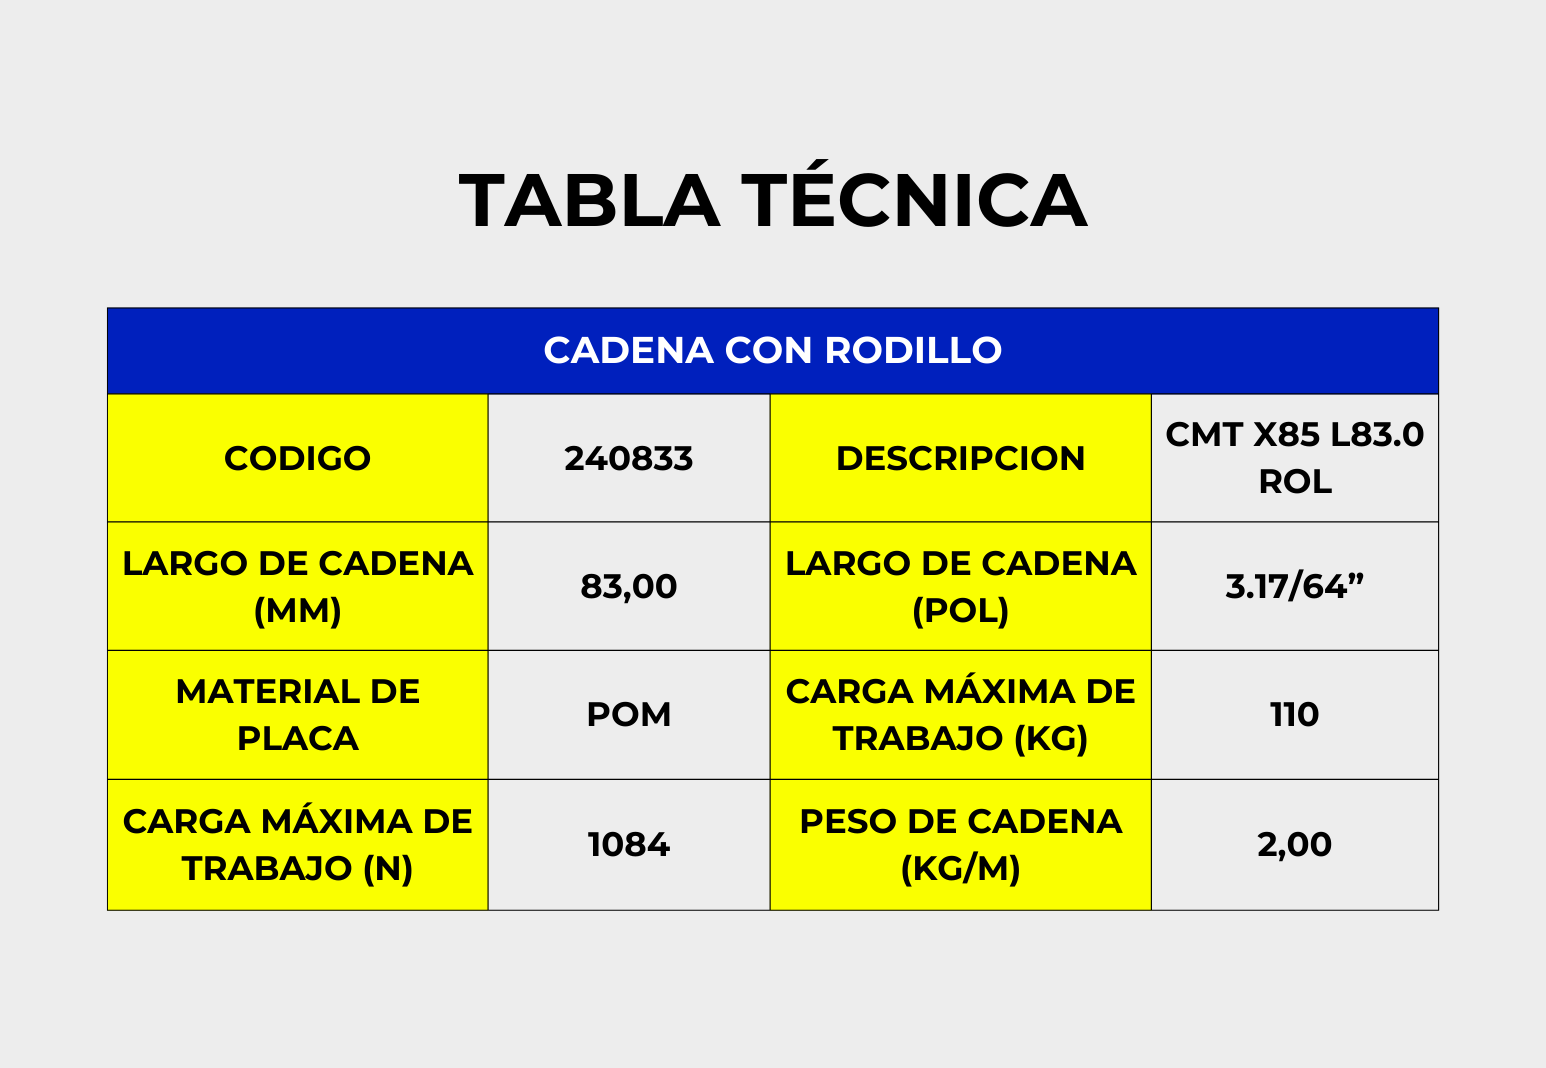 TABLA TÉCNICA
CADENA CON RODILLO
CODIGO
240833
DESCRIPCION
CMT X85 L83.0
ROL
LARGO DE CADENA
(MM)
83,00
LARGO DE CADENA
(POL)
3.17/64”
MATERIAL DE
PLACA
POM
CARGA MÁXIMA DE
TRABAJO (KG)
110
CARGA MÁXIMA DE
TRABAJO (N)
1084
PESO DE CADENA
(KG/M)
2,00